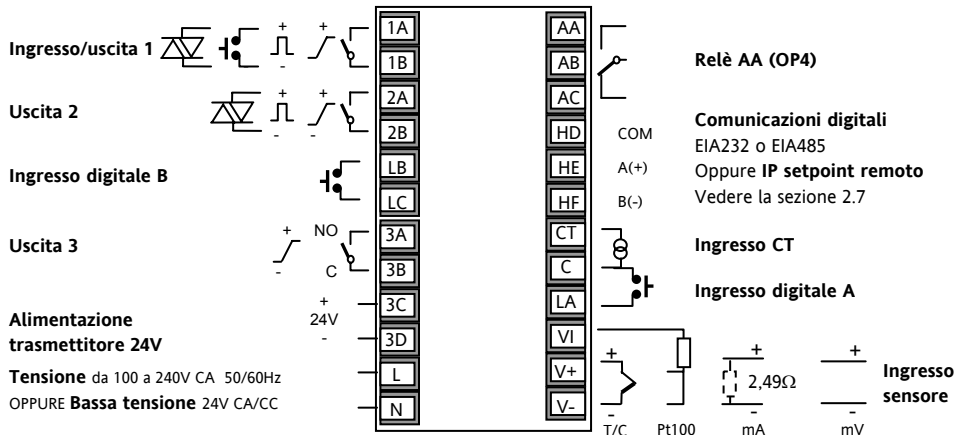 Ingresso/uscita 1
+
-
+
-
1A
1B
Uscita 2
+
-
+
-
2A
2B
Ingresso digitale B
LB
LC
Uscita 3
+
-
NO
C
3A
3B
Alimentazione
trasmettitore 24V
+
24V
-
3C
3D
Tensione da 100 a 240V CA 50/60Hz
OPPURE Bassa tensione 24V CA/CC
L
N
AA
AB
AC
Relè AA (OP4)
HD
HE
HF
COM
A(+)
B(-)
Comunicazioni digitali
EIA232 o EIA485
Oppure IP setpoint remoto
Vedere la sezione 2.7
CT
C
LA
Ingresso CT
Ingresso digitale A
VI
V+
V-
+
-
T/C
Pt100
+
2,49Ω
-
mA
+
-
mV
Ingresso
sensore